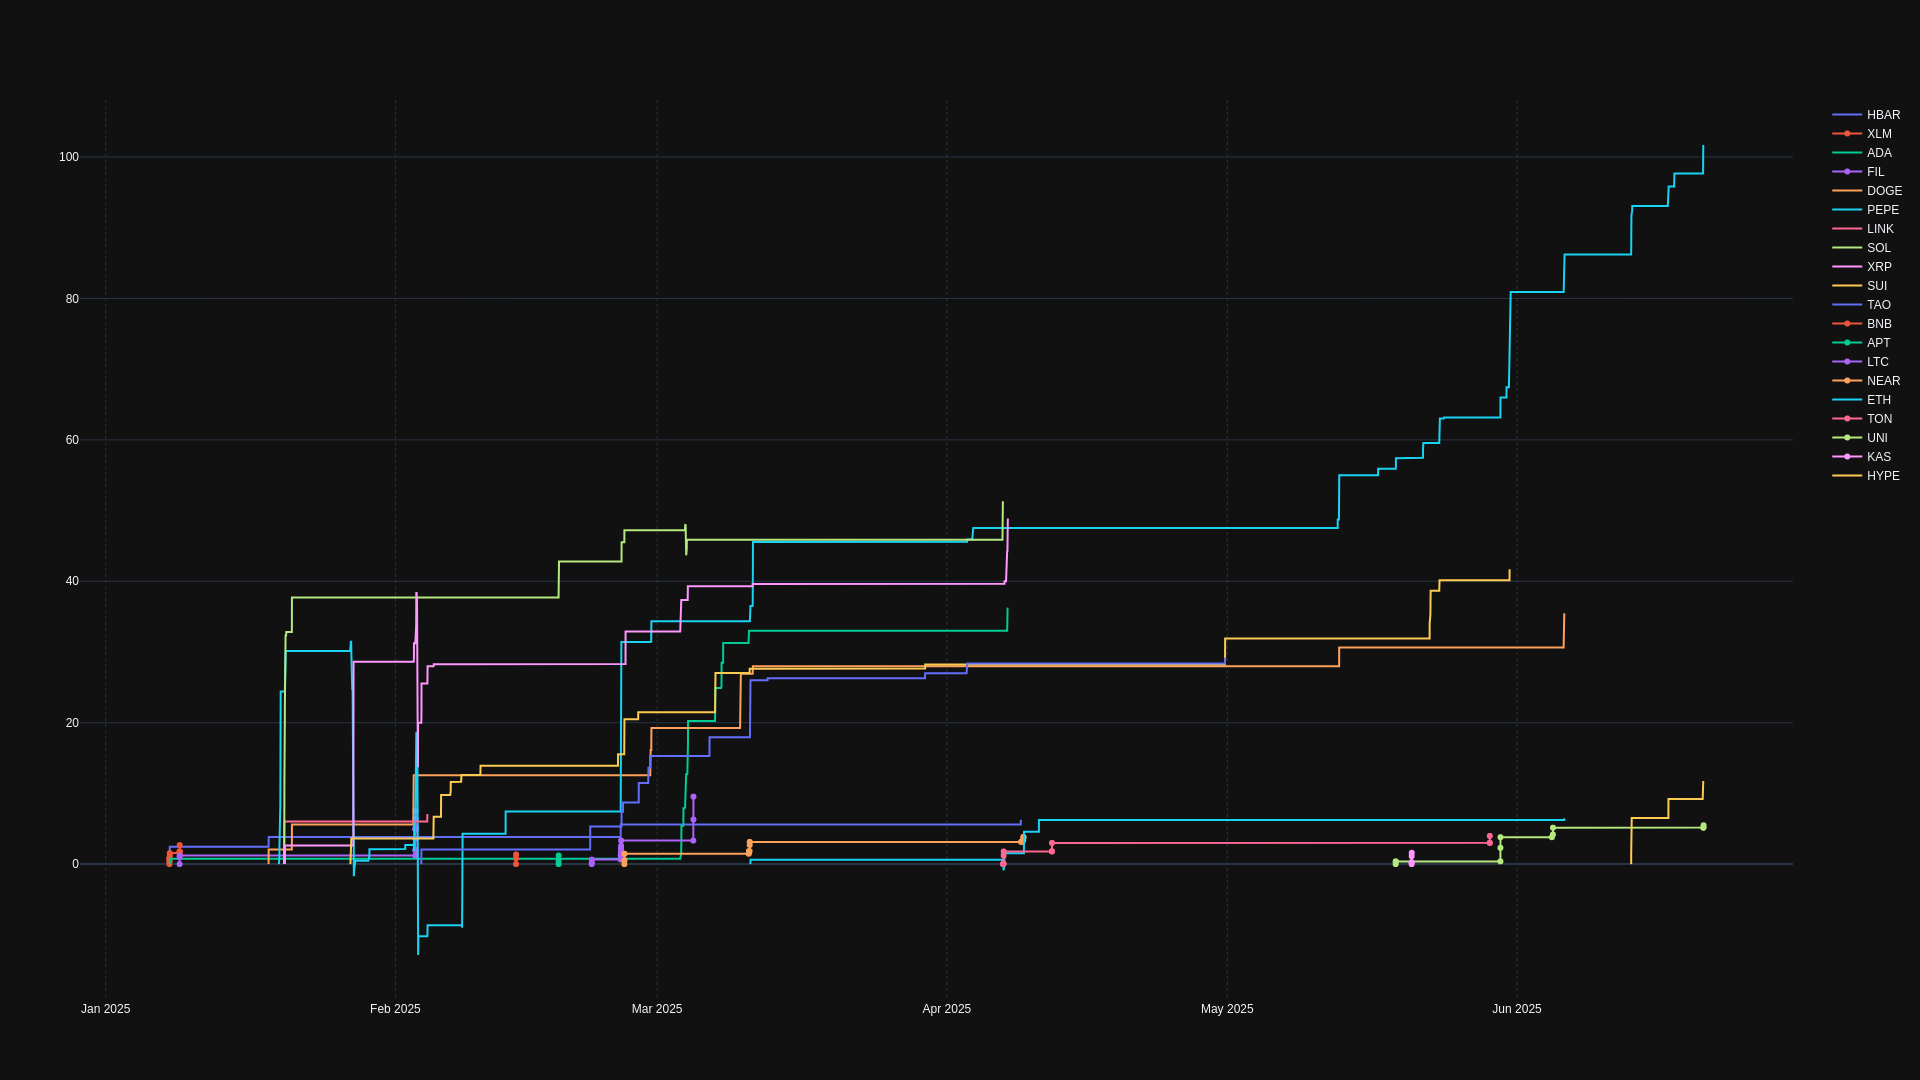 100
80
60
40
20
0
Jan 2025
Feb 2025
Mar 2025
Apr 2025
May 2025
Jun 2025
HBAR
XLM
ADA
FIL
DOGE
PEPE
LINK
SOL
XRP
SUI
TAO
BNB
APT
LTC
NEAR
ETH
TON
UNI
KAS
HYPE